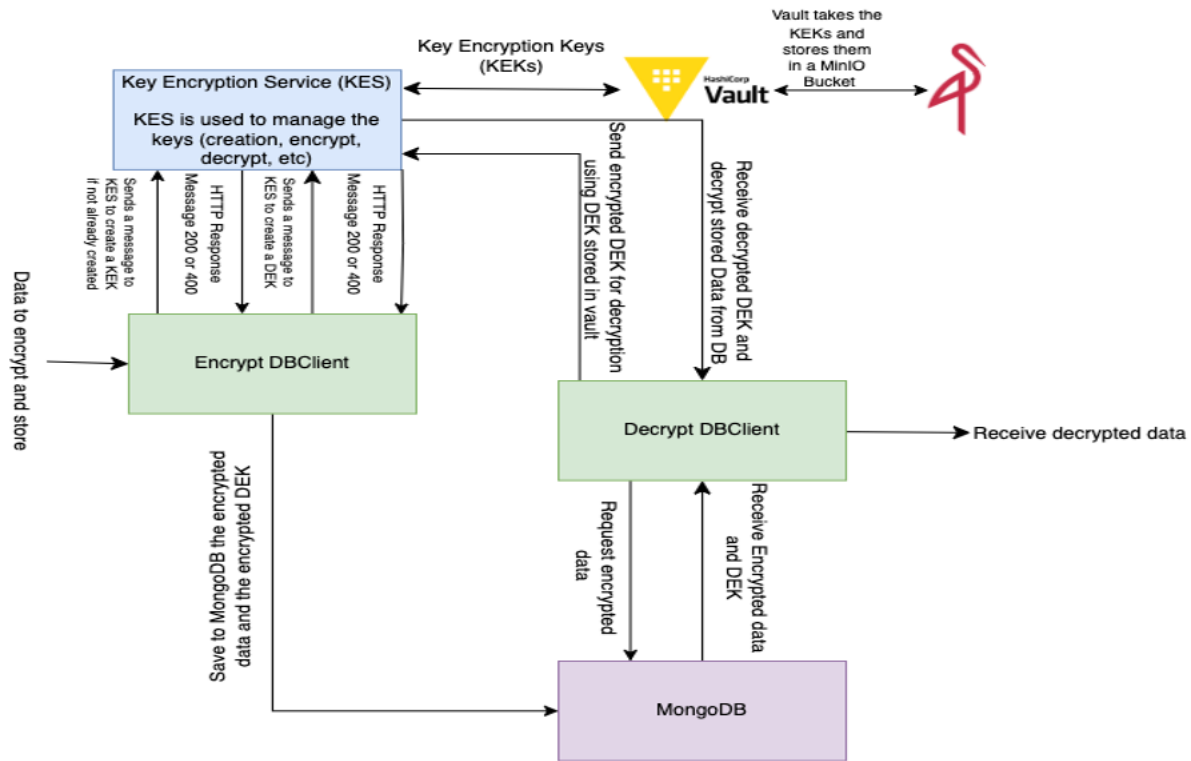 Vault takes the
KEKs and
stores them
in a MinIO
Bucket
Key Encryption Keys
(KEKs)
HashiCorp
Vault
Key Encryption Service (KES)
KES is used to manage the
keys (creation, encrypt,
decrypt, etc)
Sends a message to
KES to create a KEK
if not already created
HTTP Response
Message 200 or 400
Sends a message to
KES to create a DEK
HTTP Response
Message 200 or 400
Send encrypted DEK for decryption
using DEK stored in vault
Receive decrypted DEK and
decrypt stored Data from DB
Data to encrypt and store
Encrypt DBClient
Decrypt DBClient
Receive decrypted data
Save to MongoDB the encrypted
data and the encrypted DEK
Request encrypted
data
Receive Encrypted data
and DEK
MongoDB